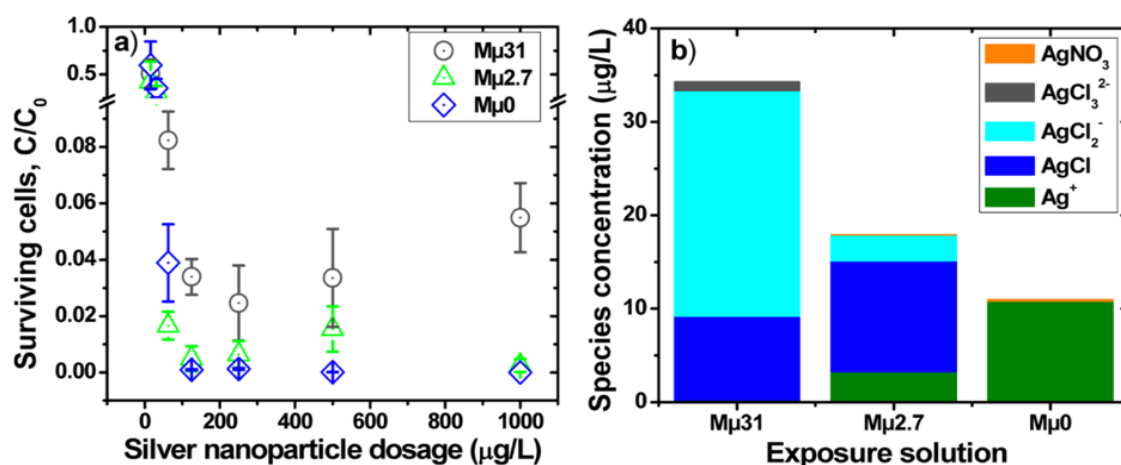 a)
Mμ31
Mμ2.7
Mμ0
1.0
0.5
0.08
0.06
0.04
0.02
0.00
Surviving cells, C/C₀
0 200 400 600 800 1000
Silver nanoparticle dosage (μg/L)
b)
AgNO₃
AgCl₃²⁻
AgCl₂⁻
AgCl
Ag⁺
40
30
20
10
0
Species concentration (μg/L)
Mμ31 Mμ2.7 Mμ0
Exposure solution